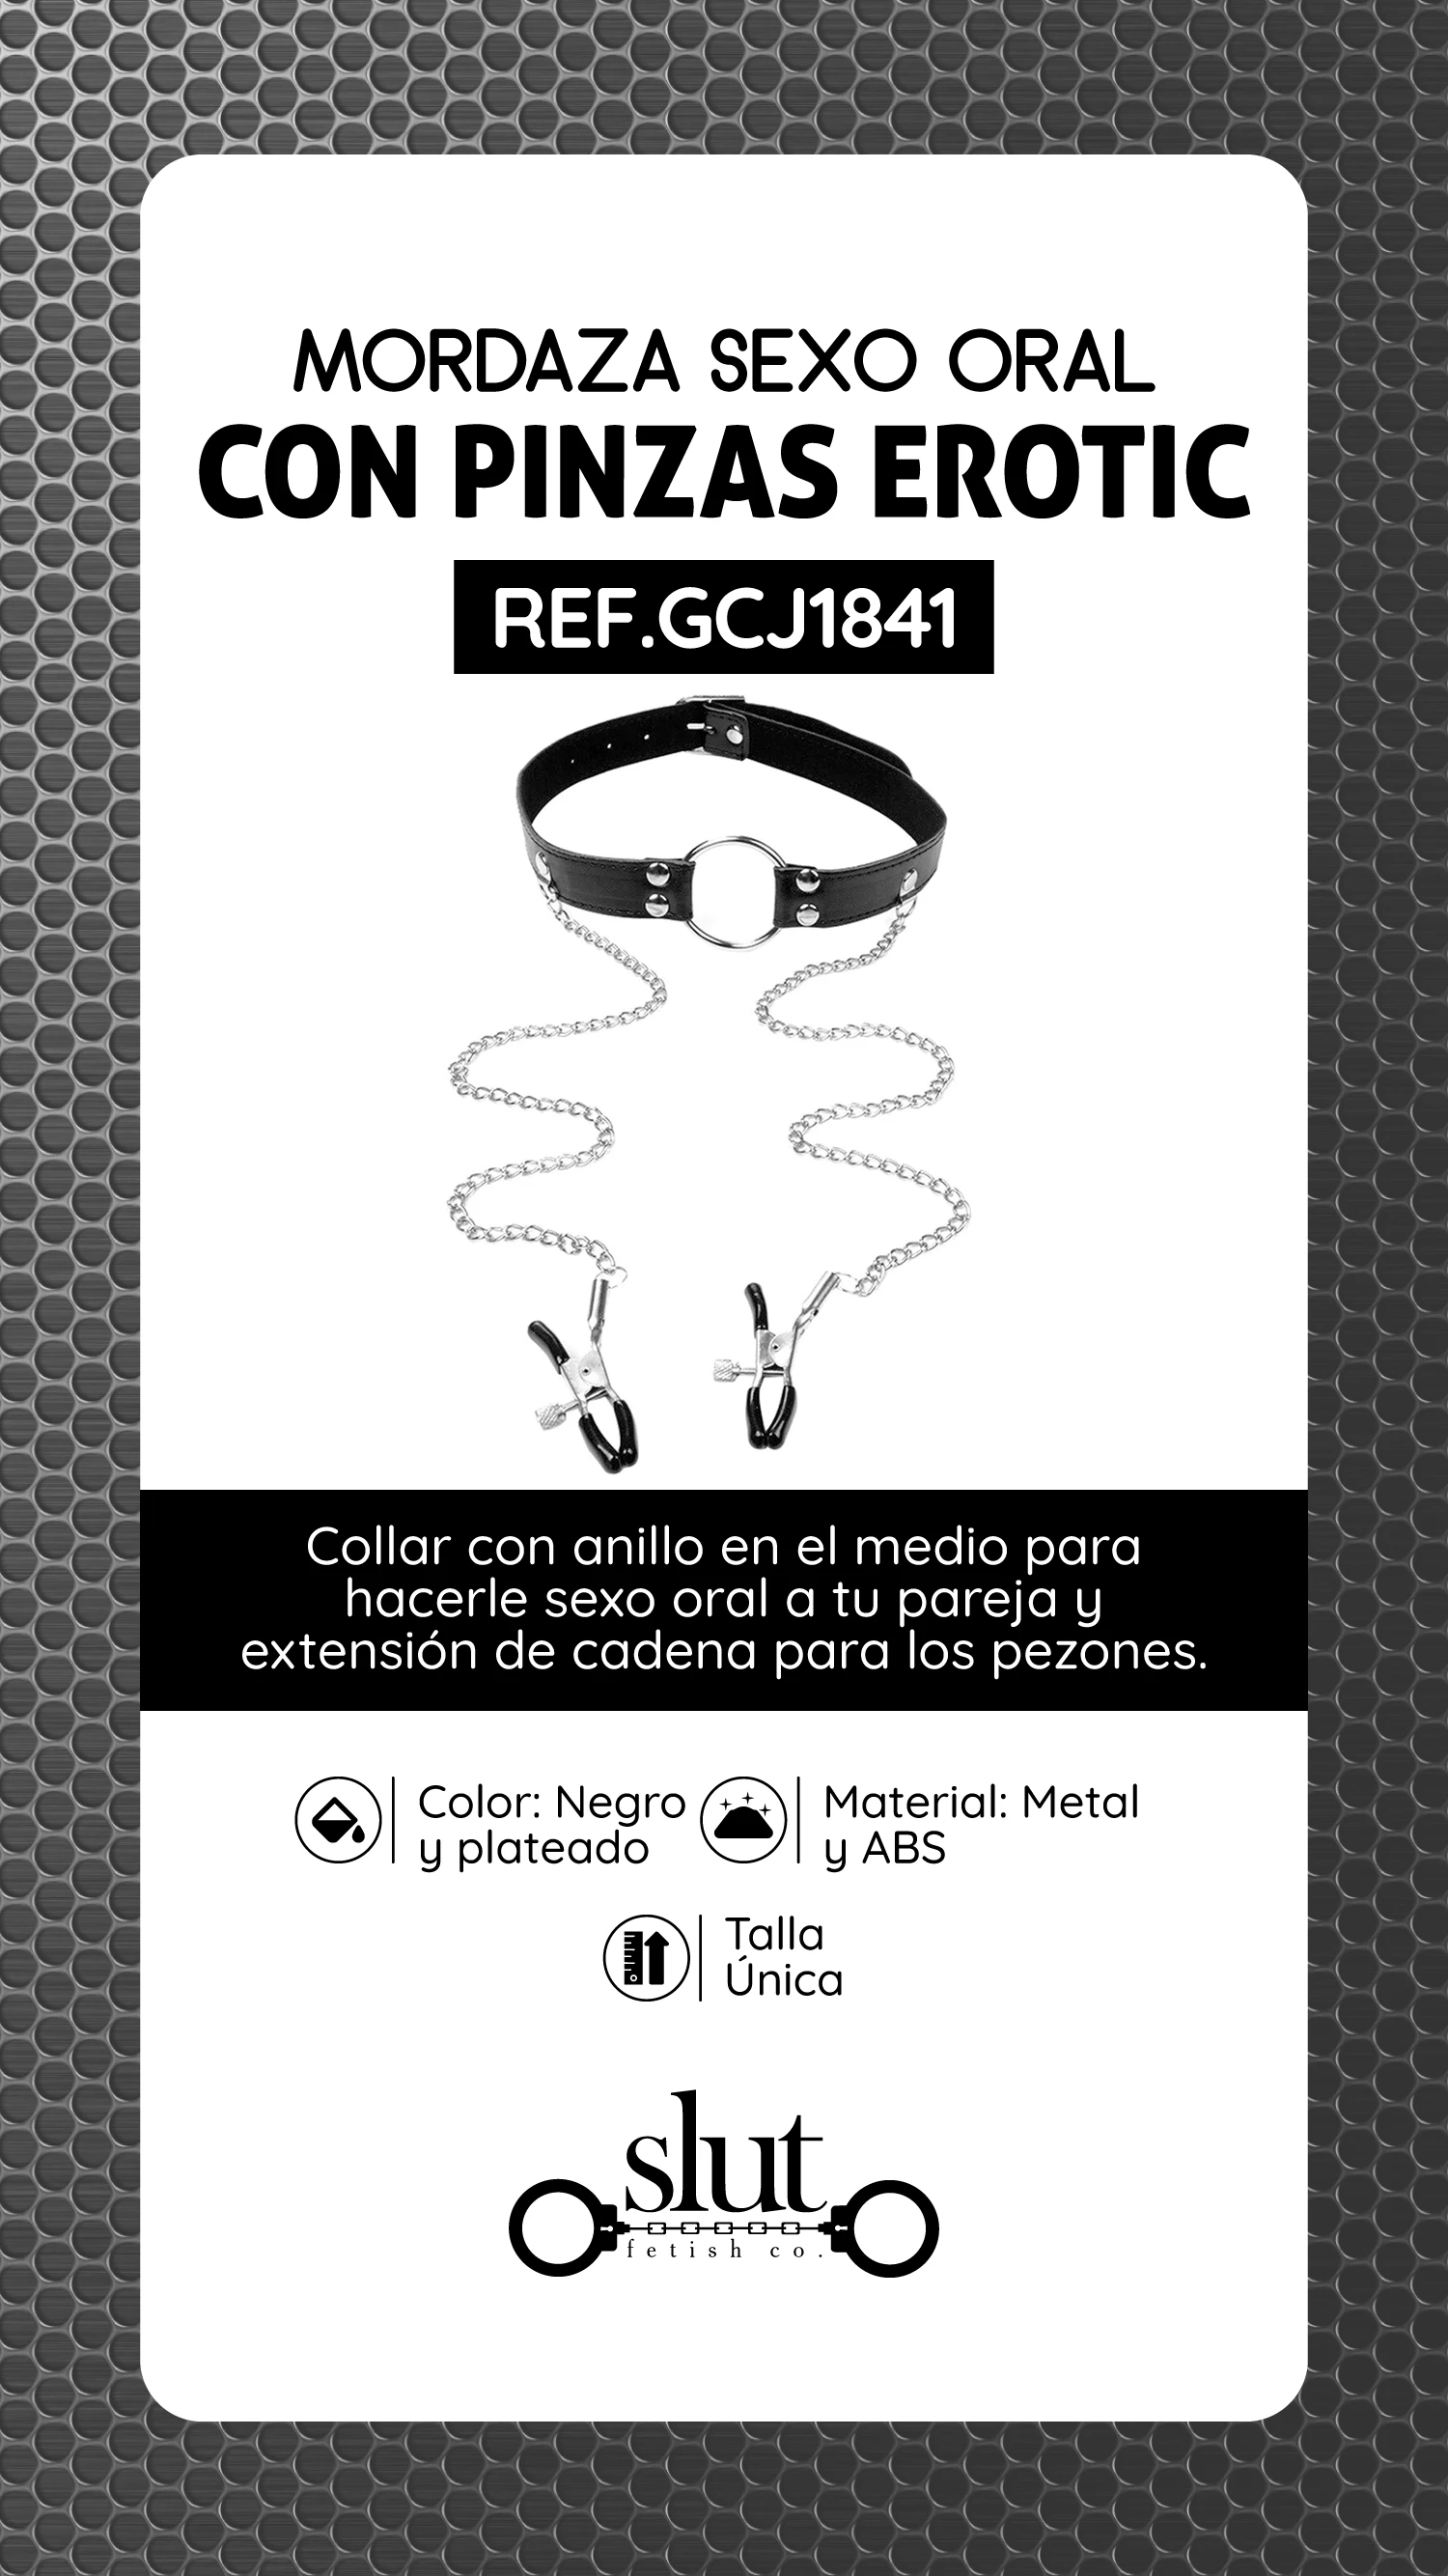 MORDAZA SEXO ORAL
CON PINZAS EROTIC
REF.GCJ1841
Collar con anillo en el medio para
hacerle sexo oral a tu pareja y
extensión de cadena para los pezones.
Color: Negro
y plateado
Material: Metal
y ABS
Talla
Única
slut
fetish co.